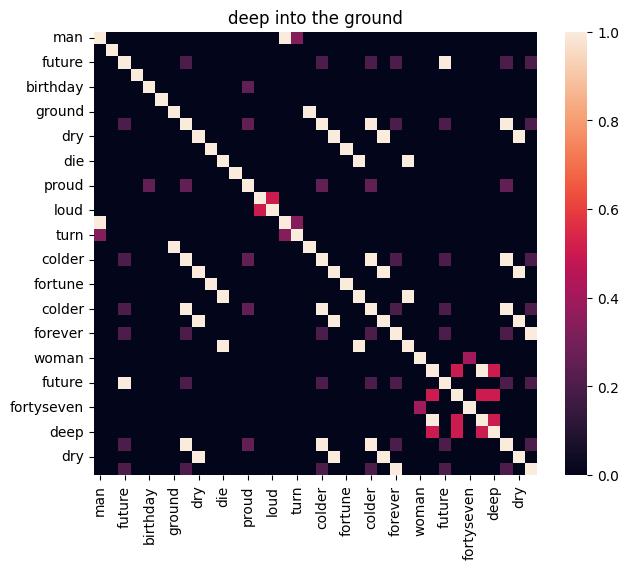 deep into the ground
man
future
birthday
ground
dry
die
proud
loud
turn
colder
fortune
colder
forever
woman
future
fortyseven
deep
dry
man
future
birthday
ground
dry
die
proud
loud
turn
colder
fortune
colder
forever
woman
future
fortyseven
deep
dry
1.0
0.8
0.6
0.4
0.2
0.0